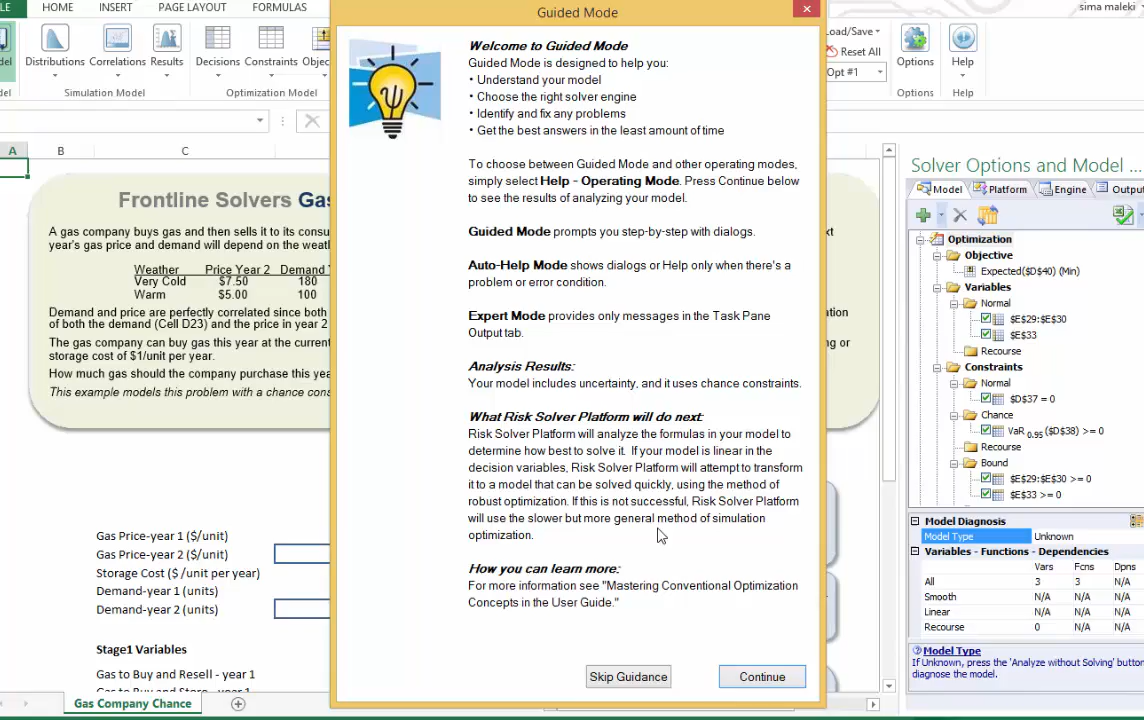 LE
HOME
INSERT
PAGE LAYOUT
FORMULAS
Guided Mode
sima maleki
Distributions
Correlations
Results
Decisions
Constraints
Simulation Model
Optimization Model
Load/Save
Reset All
Opt #1
Options
Help
Options
Help
A
B
C
Frontline Solvers Gas
A gas company buys gas and then sells it to its consu
year's gas price and demand will depend on the weath
Weather Price Year 2 Demand
Very Cold $7.50 180
Warm $5.00 100
Demand and price are perfectly correlated since both
of both the demand (Cell D23) and the price in year 2
The gas company can buy gas this year at the current
storage cost of $1/unit per year.
How much gas should the company purchase this yea
This example models this problem with a chance cons
Gas Price-year 1 ($/unit)
Gas Price-year 2 ($/unit)
Storage Cost ($ /unit per year)
Demand-year 1 (units)
Demand-year 2 (units)
Stage1 Variables
Gas to Buy and Resell - year 1
Gas to Buy and Store - year 1
Gas Company Chance
Welcome to Guided Mode
Guided Mode is designed to help you:
• Understand your model
• Choose the right solver engine
• Identify and fix any problems
• Get the best answers in the least amount of time
To choose between Guided Mode and other operating modes,
simply select Help - Operating Mode. Press Continue below
to see the results of analyzing your model.
Guided Mode prompts you step-by-step with dialogs.
Auto-Help Mode shows dialogs or Help only when there's a
problem or error condition.
Expert Mode provides only messages in the Task Pane
Output tab.
Analysis Results:
Your model includes uncertainty, and it uses chance constraints.
What Risk Solver Platform will do next:
Risk Solver Platform will analyze the formulas in your model to
determine how best to solve it. If your model is linear in the
decision variables, Risk Solver Platform will attempt to transform
it to a model that can be solved quickly, using the method of
robust optimization. If this is not successful, Risk Solver Platform
will use the slower but more general method of simulation
optimization.
How you can learn more:
For more information see "Mastering Conventional Optimization
Concepts in the User Guide."
Skip Guidance
Continue
Solver Options and Model ...
Model
Platform
Engine
Output
Optimization
Objective
Expected($D$40) (Min)
Variables
Normal
$E$29:$E$30
$E$33
Recourse
Constraints
Normal
$D$37 = 0
Chance
VaR 0.95 ($D$38) >= 0
Recourse
Bound
$E$29:$E$30 >= 0
$E$33 >= 0
Model Diagnosis
Model Type Unknown
Variables - Functions - Dependencies
Vars Fcns Dpns
All 3 3 N/A
Smooth N/A N/A N/A
Linear N/A N/A N/A
Recourse 0 N/A N/A
Model Type
If Unknown, press the 'Analyze without Solving' button
diagnose the model.